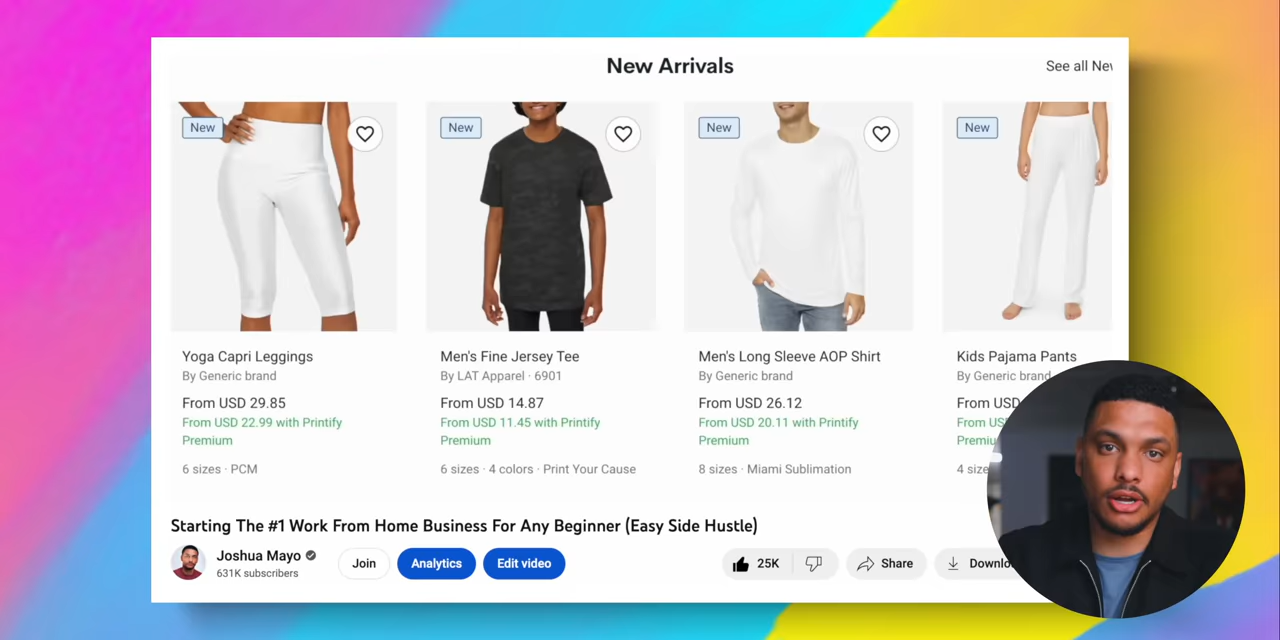 New Arrivals
See all New
New
New
New
New
Yoga Capri Leggings
By Generic brand
From USD 29.85
From USD 22.99 with Printify
Premium
6 sizes · PCM
Men's Fine Jersey Tee
By LAT Apparel · 6901
From USD 14.87
From USD 11.45 with Printify
Premium
6 sizes · 4 colors · Print Your Cause
Men's Long Sleeve AOP Shirt
By Generic brand
From USD 26.12
From USD 20.11 with Printify
Premium
8 sizes · Miami Sublimation
Kids Pajama Pants
By Generic brand
From USD
From
4
Starting The #1 Work From Home Business For Any Beginner (Easy Side Hustle)
Joshua Mayo
631K subscribers
Join
Analytics
Edit video
25K
Share